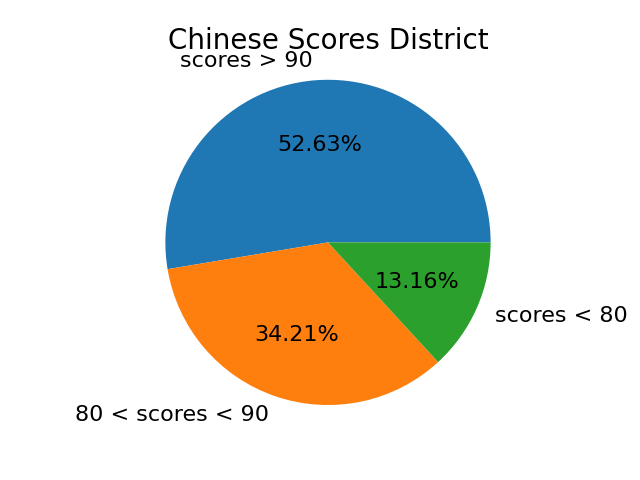 Chinese Scores District
scores > 90
52.63%
13.16%
scores < 80
34.21%
80 < scores < 90